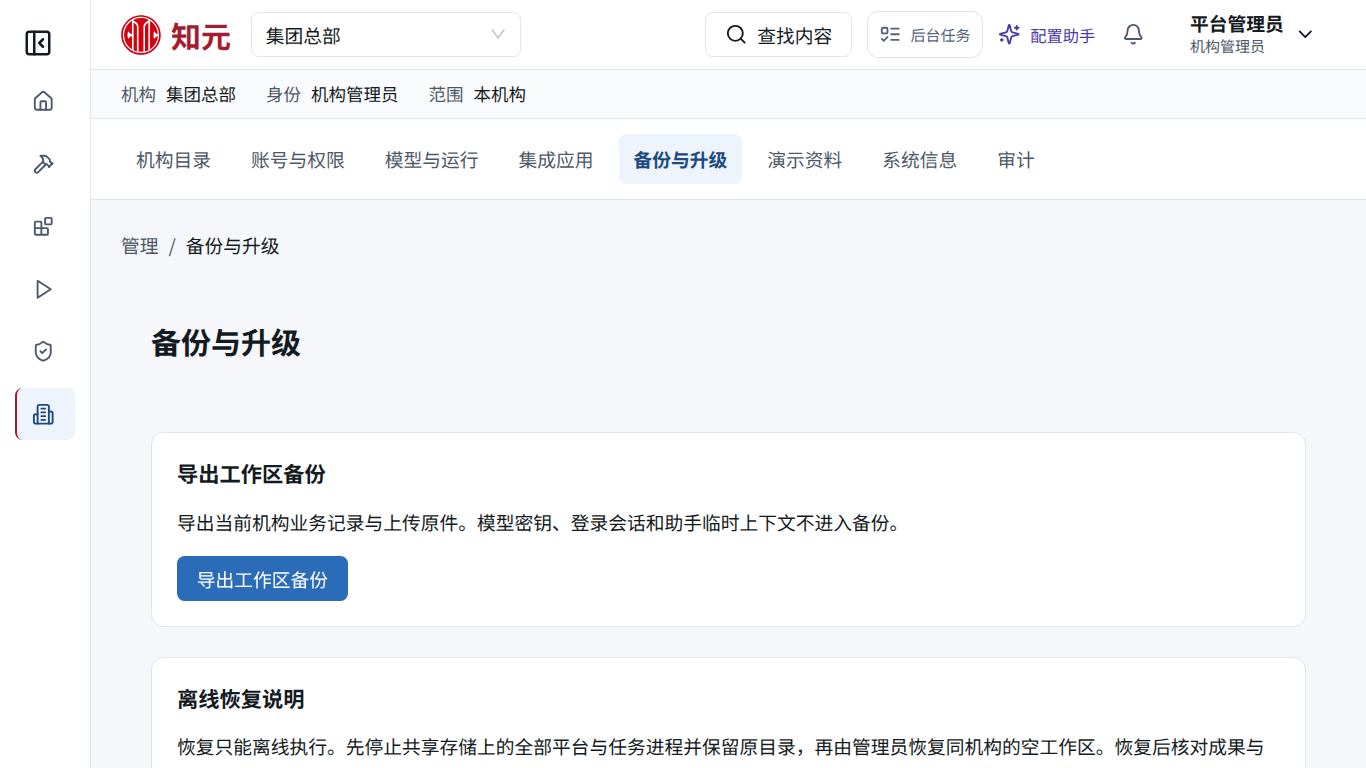 知元
集团总部
查找内容
后台任务
配置助手
平台管理员
机构管理员
机构 集团总部 身份 机构管理员 范围 本机构
机构目录 账号与权限 模型与运行 集成应用 备份与升级 演示资料 系统信息 审计
管理 / 备份与升级
备份与升级
导出工作区备份
导出当前机构业务记录与上传原件。模型密钥、登录会话和助手临时上下文不进入备份。
导出工作区备份
离线恢复说明
恢复只能离线执行。先停止共享存储上的全部平台与任务进程并保留原目录，再由管理员恢复同机构的空工作区。恢复后核对成果与